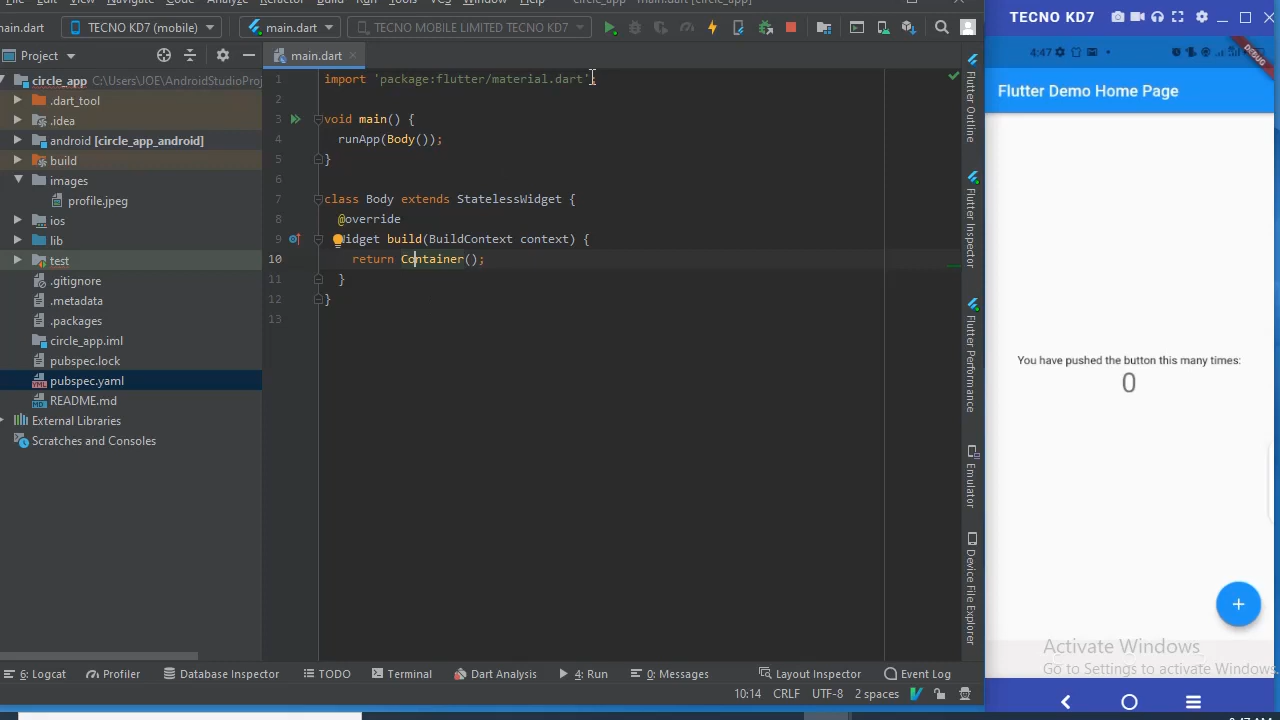 main.dart
TECNO KD7 (mobile)
main.dart
TECNO MOBILE LIMITED TECNO KD7
Project
main.dart
circle_app C:\Users\JOE\AndroidStudioProj
.dart_tool
.idea
android [circle_app_android]
build
images
profile.jpeg
ios
lib
test
.gitignore
.metadata
.packages
circle_app.iml
pubspec.lock
pubspec.yaml
README.md
External Libraries
Scratches and Consoles
1 import 'package:flutter/material.dart';
2
3 void main() {
4 runApp(Body());
5 }
6
7 class Body extends StatelessWidget {
8 @override
9 Widget build(BuildContext context) {
10 return Container();
11 }
12 }
13
Flutter Outline
Flutter Inspector
Flutter Performance
Emulator
Device File Explorer
6: Logcat
Profiler
Database Inspector
TODO
Terminal
Dart Analysis
4: Run
0: Messages
Layout Inspector
Event Log
10:14 CRLF UTF-8 2 spaces
TECNO KD7
4:47
DEBUG
Flutter Demo Home Page
You have pushed the button this many times:
0
+
Activate Windows
Go to Settings to activate Windows.